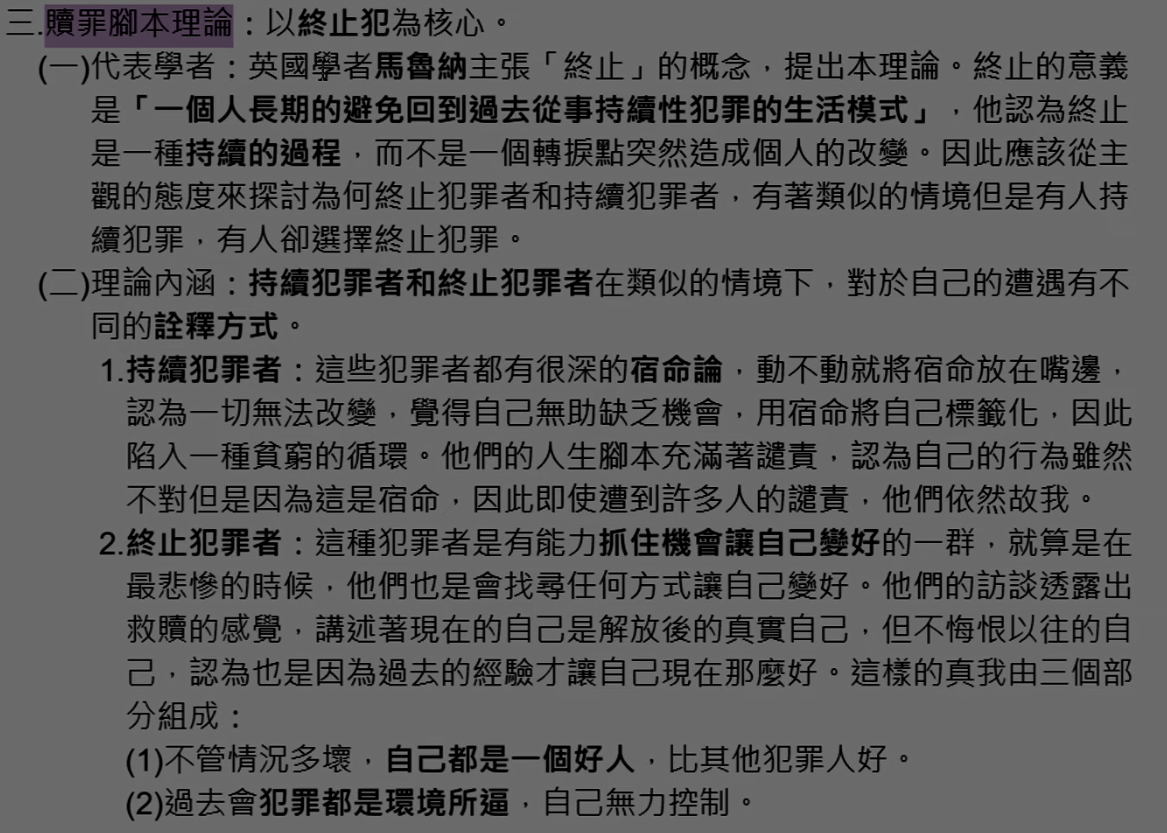 三.贖罪腳本理論：以終止犯為核心。
(一)代表學者：英國學者馬魯納主張「終止」的概念，提出本理論。終止的意義
是「一個人長期的避免回到過去從事持續性犯罪的生活模式」，他認為終止
是一種持續的過程，而不是一個轉捩點突然造成個人的改變。因此應該從主
觀的態度來探討為何終止犯罪者和持續犯罪者，有著類似的情境但是有人持
續犯罪，有人卻選擇終止犯罪。
(二)理論內涵：持續犯罪者和終止犯罪者在類似的情境下，對於自己的遭遇有不
同的詮釋方式。
1.持續犯罪者：這些犯罪者都有很深的宿命論，動不動就將宿命放在嘴邊，
認為一切無法改變，覺得自己無助缺乏機會，用宿命將自己標籤化，因此
陷入一種貧窮的循環。他們的人生腳本充滿著譴責，認為自己的行為雖然
不對但是因為這是宿命，因此即使遭到許多人的譴責，他們依然故我。
2.終止犯罪者：這種犯罪者是有能力抓住機會讓自己變好的一群，就算是在
最悲慘的時候，他們也是會找尋任何方式讓自己變好。他們的訪談透露出
救贖的感覺，講述著現在的自己是解放後的真實自己，但不悔恨以往的自
己，認為也是因為過去的經驗才讓自己現在那麼好。這樣的真我由三個部
分組成：
(1)不管情況多壞，自己都是一個好人，比其他犯罪人好。
(2)過去會犯罪都是環境所逼，自己無力控制。